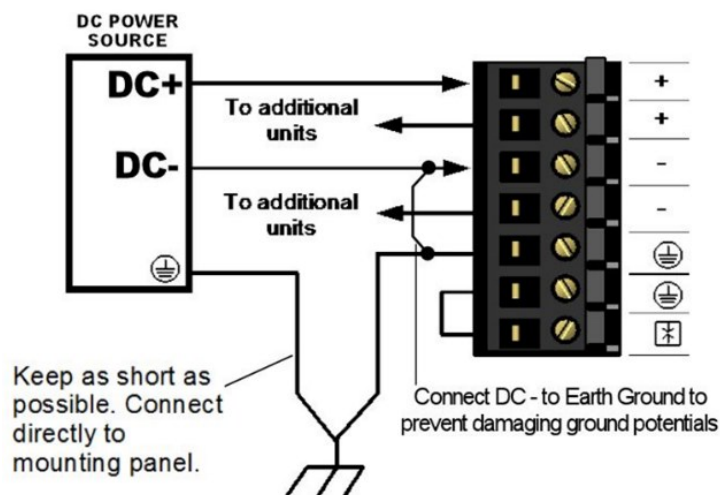 DC POWER
SOURCE
DC+
To additional
units
DC-
To additional
units
+
+
-
-
Keep as short as
possible. Connect
directly to
mounting panel.
Connect DC - to Earth Ground to
prevent damaging ground potentials